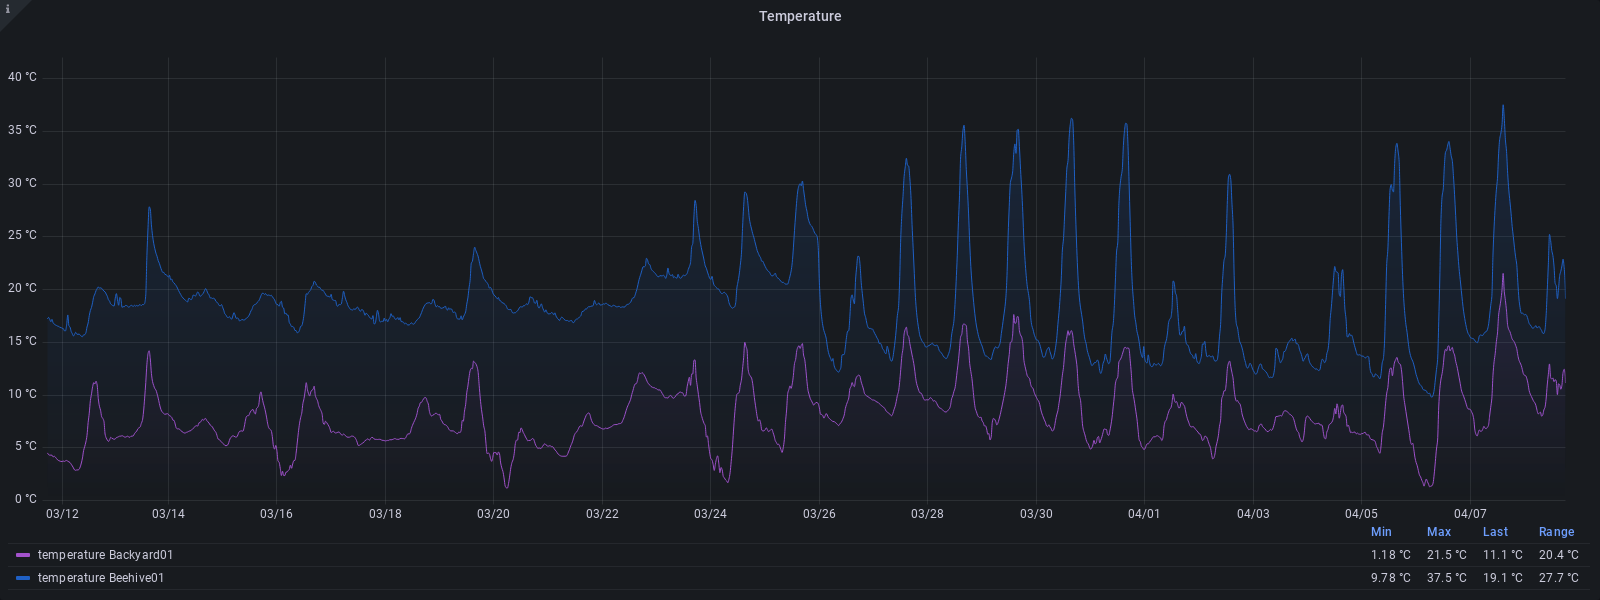 i
Temperature
40 °C
35 °C
30 °C
25 °C
20 °C
15 °C
10 °C
5 °C
0 °C
03/12 03/14 03/16 03/18 03/20 03/22 03/24 03/26 03/28 03/30 04/01 04/03 04/05 04/07
Min Max Last Range
temperature Backyard01 1.18 °C 21.5 °C 11.1 °C 20.4 °C
temperature Beehive01 9.78 °C 37.5 °C 19.1 °C 27.7 °C